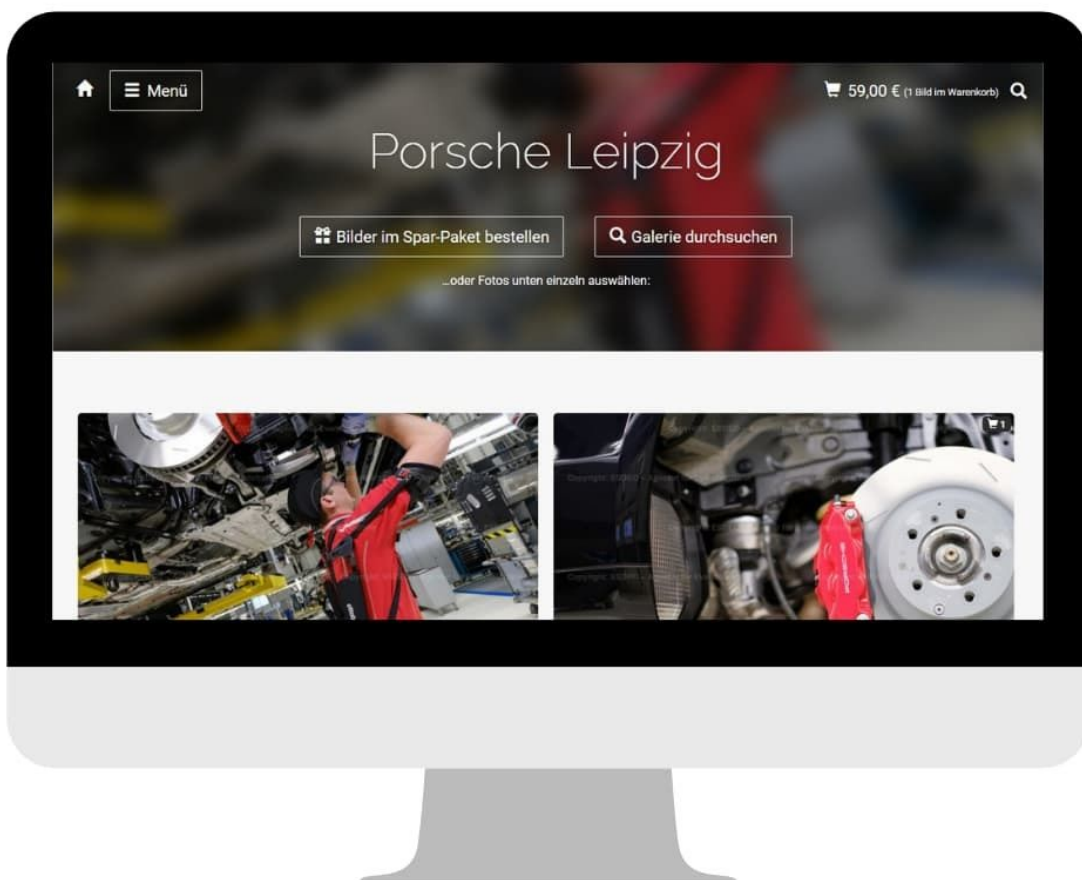 Menü
59,00 € (1 Bild im Warenkorb)
Porsche Leipzig
Bilder im Spar-Paket bestellen
Galerie durchsuchen
...oder Fotos unten einzeln auswählen:
1